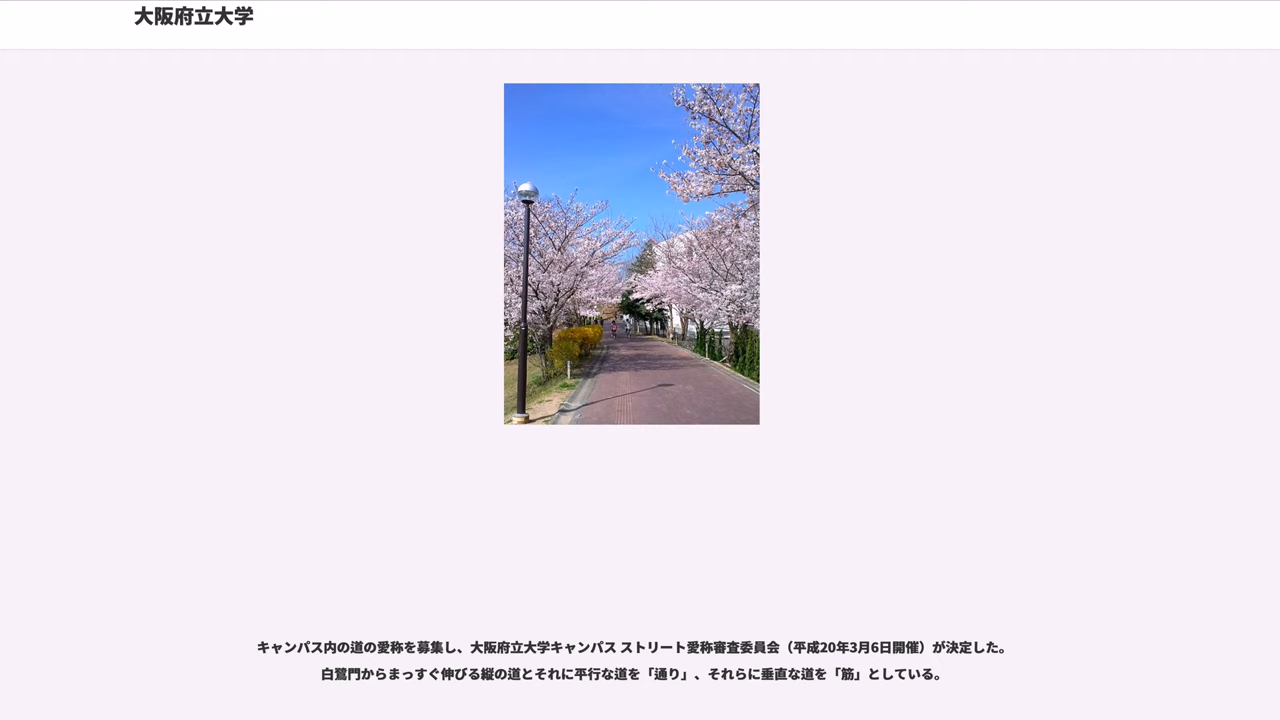 大阪府立大学
キャンパス内の道の愛称を募集し、大阪府立大学キャンパス ストリート愛称審査委員会（平成20年3月6日開催）が決定した。
白鷺門からまっすぐ伸びる縦の道とそれに平行な道を「通り」、それらに垂直な道を「筋」としている。